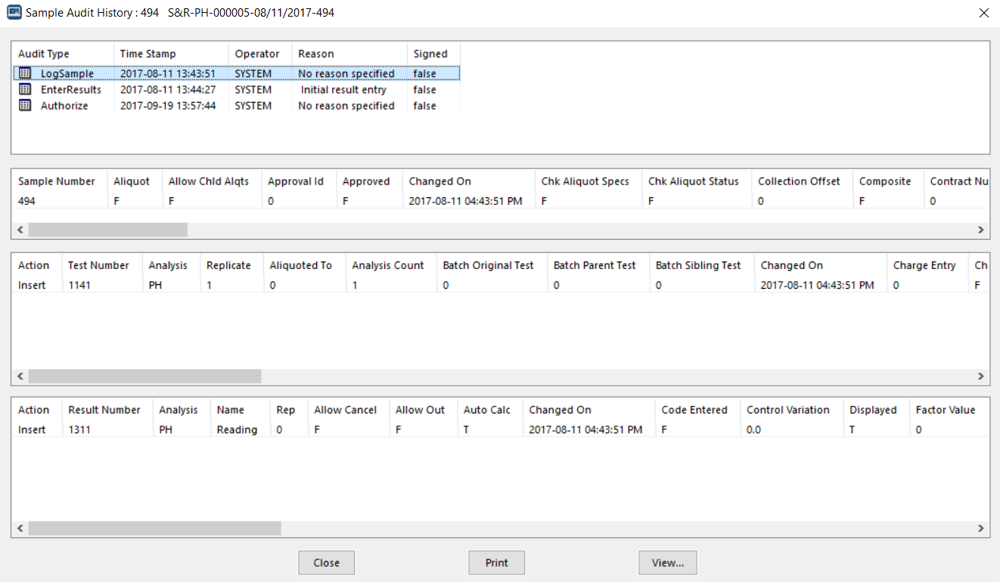 Sample Audit History : 494   S&R-PH-000005-08/11/2017-494
Audit Type Time Stamp Operator Reason Signed
LogSample 2017-08-11 13:43:51 SYSTEM No reason specified false
EnterResults 2017-08-11 13:44:27 SYSTEM Initial result entry false
Authorize 2017-09-19 13:57:44 SYSTEM No reason specified false
Sample Number Aliquot Allow Chld Alqts Approval Id Approved Changed On Chk Aliquot Specs Chk Aliquot Status Collection Offset Composite Contract Nu
494 F F 0 F 2017-08-11 04:43:51 PM F F 0 F 0
Action Test Number Analysis Replicate Aliquoted To Analysis Count Batch Original Test Batch Parent Test Batch Sibling Test Changed On Charge Entry Ch
Insert 1141 PH 1 0 1 0 0 0 2017-08-11 04:43:51 PM 0 F
Action Result Number Analysis Name Rep Allow Cancel Allow Out Auto Calc Changed On Code Entered Control Variation Displayed Factor Value
Insert 1311 PH Reading 0 F F T 2017-08-11 04:43:51 PM F 0.0 T 0
Close Print View...